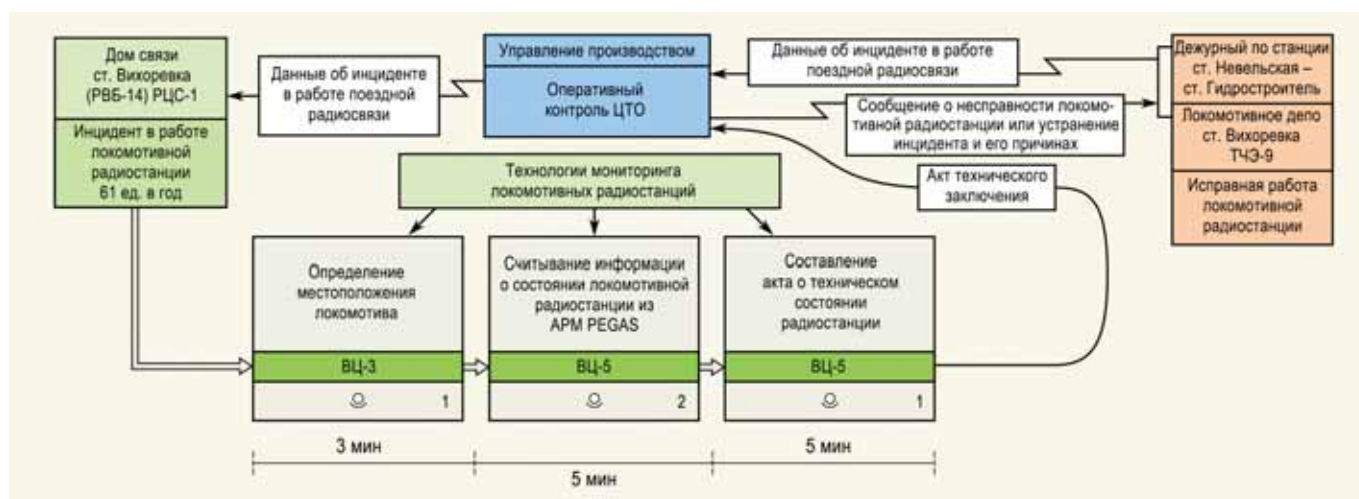 Дом связи
ст. Вихоревка
(РВБ-14) РЦС-1
Инцидент в работе
локомотивной
радиостанции
61 ед. в год
Данные об инциденте
в работе поездной
радиосвязи
Управление производством
Оперативный
контроль ЦТО
Данные об инциденте в работе
поездной радиосвязи
Сообщение о несправности локомо-
тивной радиостанции или устранение
инцидента и его причинах
Акт технического
заключения
Дежурный по станции
ст. Невельская –
ст. Гидростроитель
Локомотивное депо
ст. Вихоревка
ТЧЭ-9
Исправная работа
локомотивной
радиостанции
Технологии мониторинга
локомотивных радиостанций
Определение
местоположения
локомотива
ВЦ-3
1
Считывание информации
о состоянии локомотивной
радиостанции из
АРМ PEGAS
ВЦ-5
2
Составление
акта о техническом
состоянии
радиостанции
ВЦ-5
1
3 мин
5 мин
5 мин